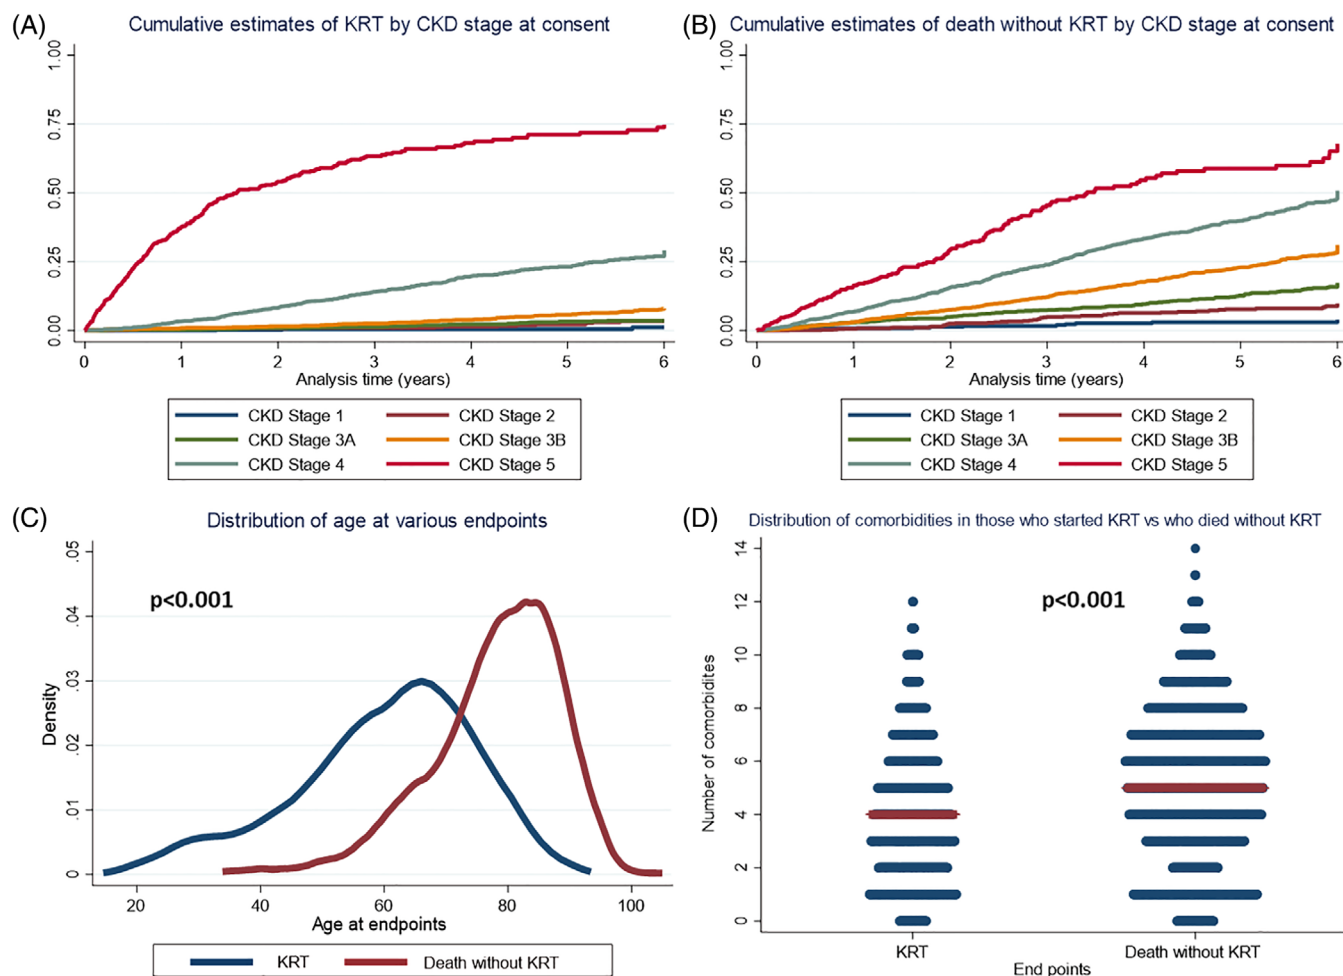 (A)
Cumulative estimates of KRT by CKD stage at consent
1.00
0.75
0.50
0.25
0.00
0 1 2 3 4 5 6
Analysis time (years)
CKD Stage 1 CKD Stage 2
CKD Stage 3A CKD Stage 3B
CKD Stage 4 CKD Stage 5
(B)
Cumulative estimates of death without KRT by CKD stage at consent
1.00
0.75
0.50
0.25
0.00
0 1 2 3 4 5 6
Analysis time (years)
CKD Stage 1 CKD Stage 2
CKD Stage 3A CKD Stage 3B
CKD Stage 4 CKD Stage 5
(C)
Distribution of age at various endpoints
p<0.001
Density
.05
.04
.03
.02
.01
0
20 40 60 80 100
Age at endpoints
KRT Death without KRT
(D)
Distribution of comorbidities in those who started KRT vs who died without KRT
p<0.001
Number of comorbidites
14
12
10
8
6
4
2
0
KRT Death without KRT
End points